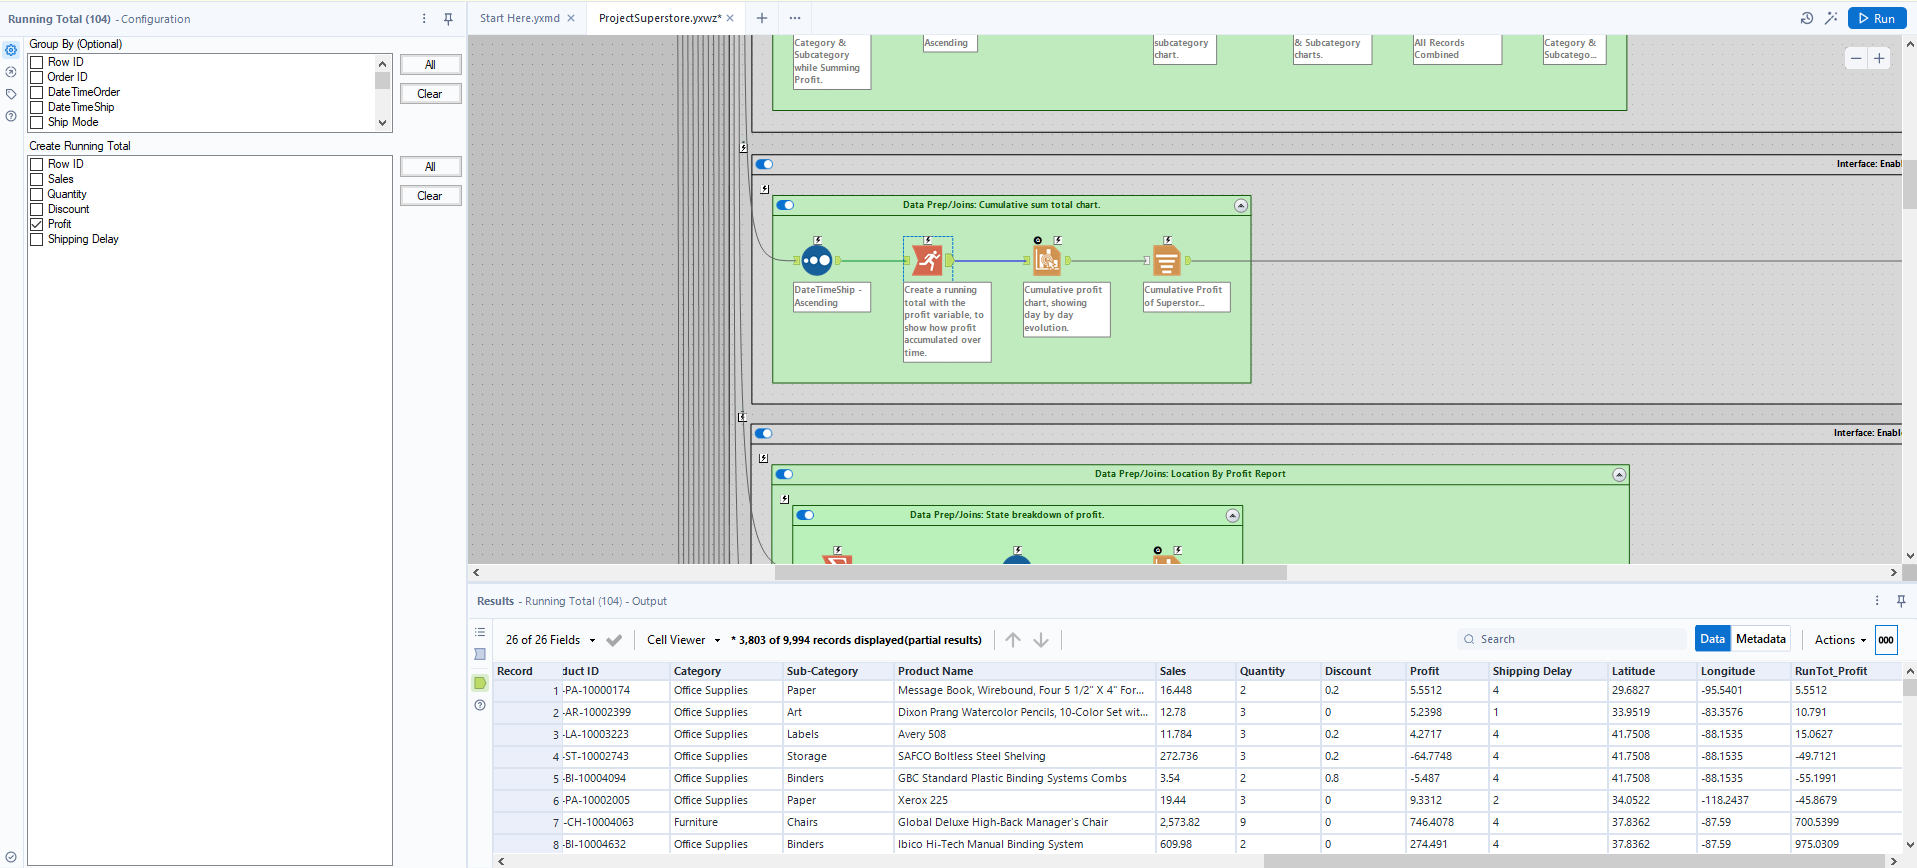 Running Total (104) - Configuration
Start Here.yxmd
ProjectSuperstore.yxwz*
Run
Group By (Optional)
Row ID
Order ID
DateTimeOrder
DateTimeShip
Ship Mode
All
Clear
Create Running Total
Row ID
Sales
Quantity
Discount
Profit
Shipping Delay
All
Clear
Category &
Subcategory
while Summing
Profit.
Ascending
subcategory
chart.
& Subcategory
charts.
All Records
Combined
Category &
Subcatego...
Interface: Enabl
Data Prep/Joins: Cumulative sum total chart.
DateTimeShip -
Ascending
Create a running
total with the
profit variable, to
show how profit
accumulated over
time.
Cumulative profit
chart, showing
day by day
evolution.
Cumulative Profit
of Superstor...
Interface: Enabl
Data Prep/Joins: Location By Profit Report
Data Prep/Joins: State breakdown of profit.
Results - Running Total (104) - Output
26 of 26 Fields
Cell Viewer
* 3,803 of 9,994 records displayed(partial results)
Search
Data
Metadata
Actions
000
Record duct ID Category Sub-Category Product Name Sales Quantity Discount Profit Shipping Delay Latitude Longitude RunTot_Profit
1 -PA-10000174 Office Supplies Paper Message Book, Wirebound, Four 5 1/2" X 4" For... 16.448 2 0.2 5.5512 4 29.6827 -95.5401 5.5512
2 -AR-10002399 Office Supplies Art Dixon Prang Watercolor Pencils, 10-Color Set wit... 12.78 3 0 5.2398 1 33.9519 -83.3576 10.791
3 -LA-10003223 Office Supplies Labels Avery 508 11.784 3 0.2 4.2717 4 41.7508 -88.1535 15.0627
4 -ST-10002743 Office Supplies Storage SAFCO Boltless Steel Shelving 272.736 3 0.2 -64.7748 4 41.7508 -88.1535 -49.7121
5 -BI-10004094 Office Supplies Binders GBC Standard Plastic Binding Systems Combs 3.54 2 0.8 -5.487 4 41.7508 -88.1535 -55.1991
6 -PA-10002005 Office Supplies Paper Xerox 225 19.44 3 0 9.3312 2 34.0522 -118.2437 -45.8679
7 -CH-10004063 Furniture Chairs Global Deluxe High-Back Manager's Chair 2,573.82 9 0 746.4078 4 37.8362 -87.59 700.5399
8 -BI-10004632 Office Supplies Binders Ibico Hi-Tech Manual Binding System 609.98 2 0 274.491 4 37.8362 -87.59 975.0309